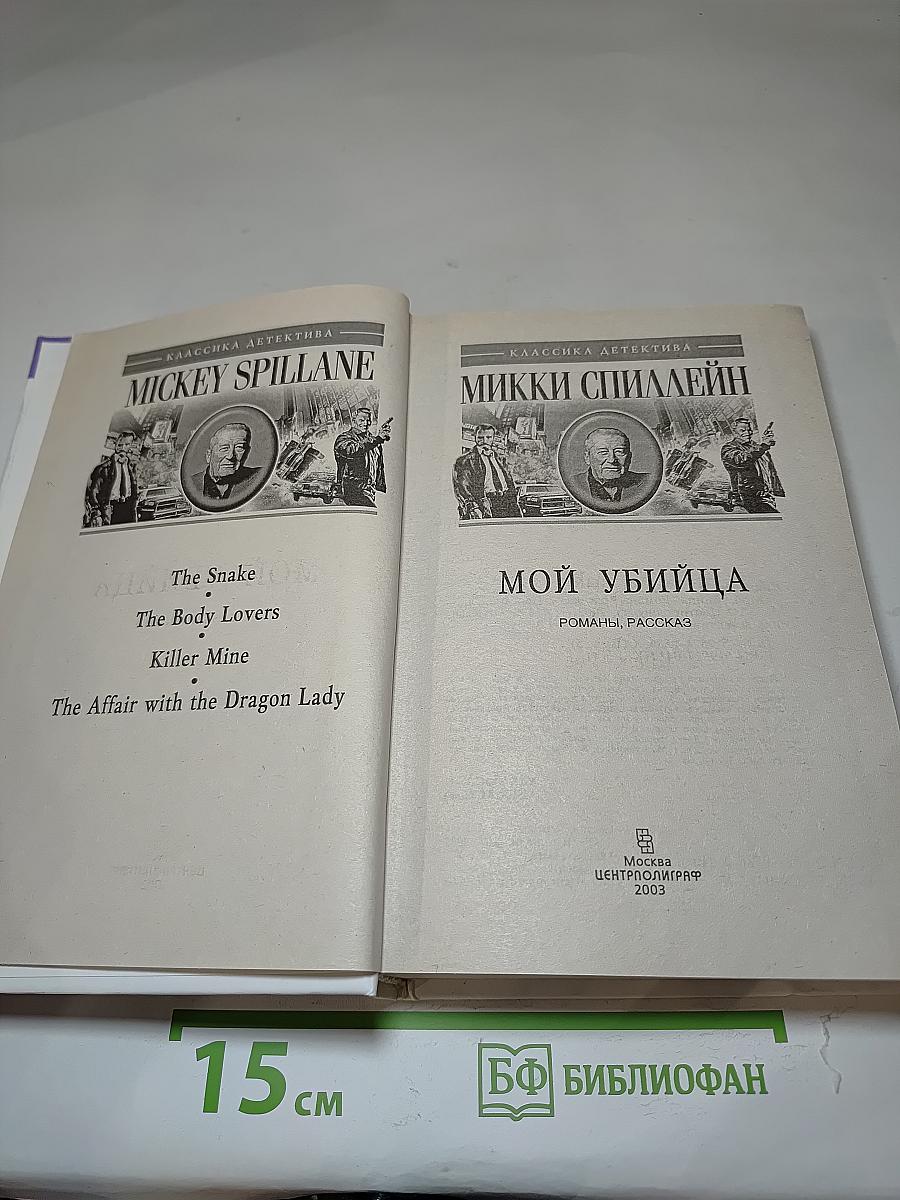 КЛАССИКА ДЕТЕКТИВА
MICKEY SPILLANE
The Snake
•
The Body Lovers
•
Killer Mine
•
The Affair with the Dragon Lady
КЛАССИКА ДЕТЕКТИВА
МИККИ СПИЛЛЕЙН
МОЙ УБИЙЦА
РОМАНЫ, РАССКАЗ
Москва
ЦЕНТРПОЛИГРАФ
2003
15 см
БФ БИБЛИОФАН